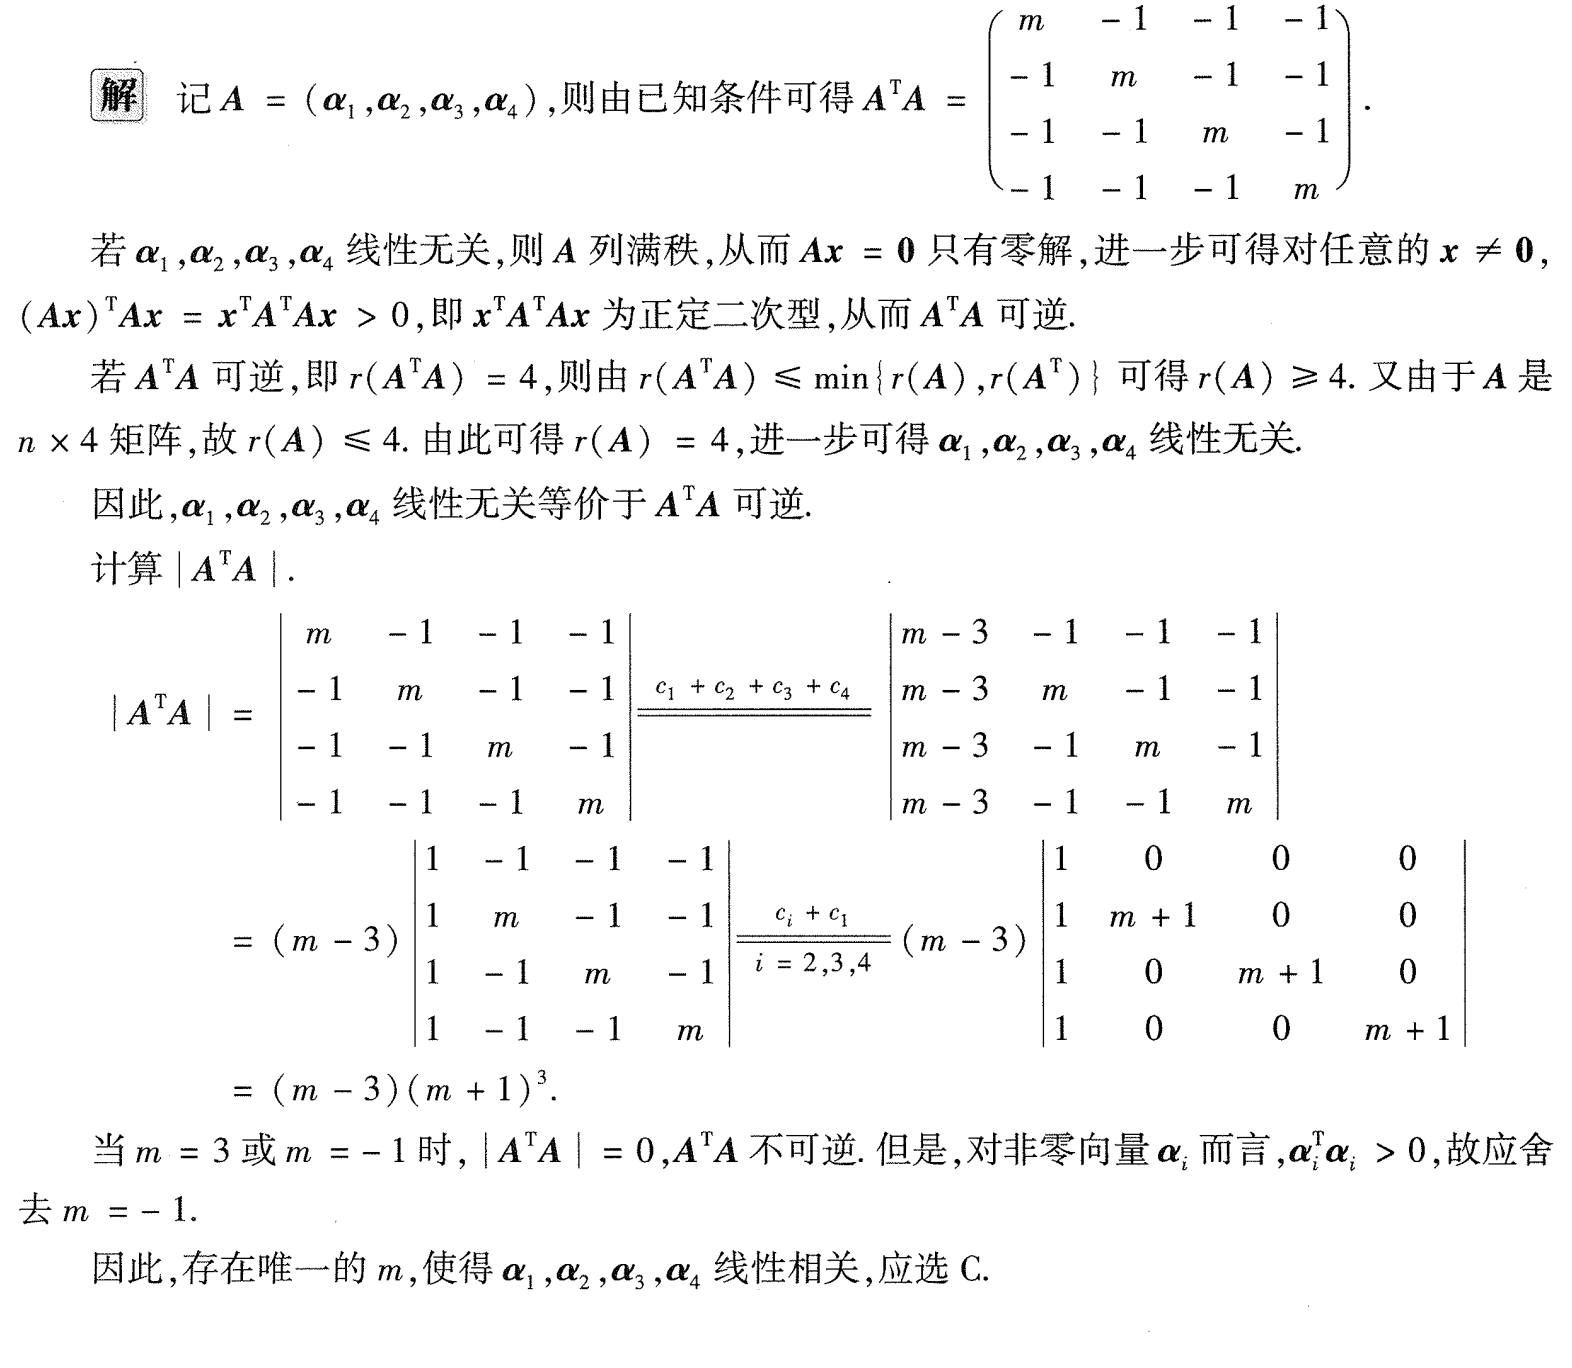 解 记 A = (α₁,α₂,α₃,α₄),则由已知条件可得 AᵀA = 
( m −1 −1 −1
−1 m −1 −1
−1 −1 m −1
−1 −1 −1 m ).
若 α₁,α₂,α₃,α₄ 线性无关,则 A 列满秩,从而 Ax = 0 只有零解,进一步可得对任意的 x ≠ 0,
(Ax)ᵀAx = xᵀAᵀAx > 0,即 xᵀAᵀAx 为正定二次型,从而 AᵀA 可逆.
若 AᵀA 可逆,即 r(AᵀA) = 4,则由 r(AᵀA) ≤ min{r(A),r(Aᵀ)} 可得 r(A) ≥ 4. 又由于 A 是
n × 4 矩阵,故 r(A) ≤ 4. 由此可得 r(A) = 4,进一步可得 α₁,α₂,α₃,α₄ 线性无关.
因此,α₁,α₂,α₃,α₄ 线性无关等价于 AᵀA 可逆.
计算 |AᵀA|.
|AᵀA| = 
| m −1 −1 −1 |
| −1 m −1 −1 |
| −1 −1 m −1 |
| −1 −1 −1 m |
c₁ + c₂ + c₃ + c₄
| m − 3 −1 −1 −1 |
| m − 3 m −1 −1 |
| m − 3 −1 m −1 |
| m − 3 −1 −1 m |
= (m − 3)
| 1 −1 −1 −1 |
| 1 m −1 −1 |
| 1 −1 m −1 |
| 1 −1 −1 m |
cᵢ + c₁
i = 2,3,4
(m − 3)
| 1 0 0 0 |
| 1 m + 1 0 0 |
| 1 0 m + 1 0 |
| 1 0 0 m + 1 |
= (m − 3)(m + 1)³.
当 m = 3 或 m = − 1 时, |AᵀA| = 0,AᵀA 不可逆. 但是,对非零向量 αᵢ 而言,αᵢᵀαᵢ > 0,故应舍
去 m = − 1.
因此,存在唯一的 m,使得 α₁,α₂,α₃,α₄ 线性相关,应选 C.